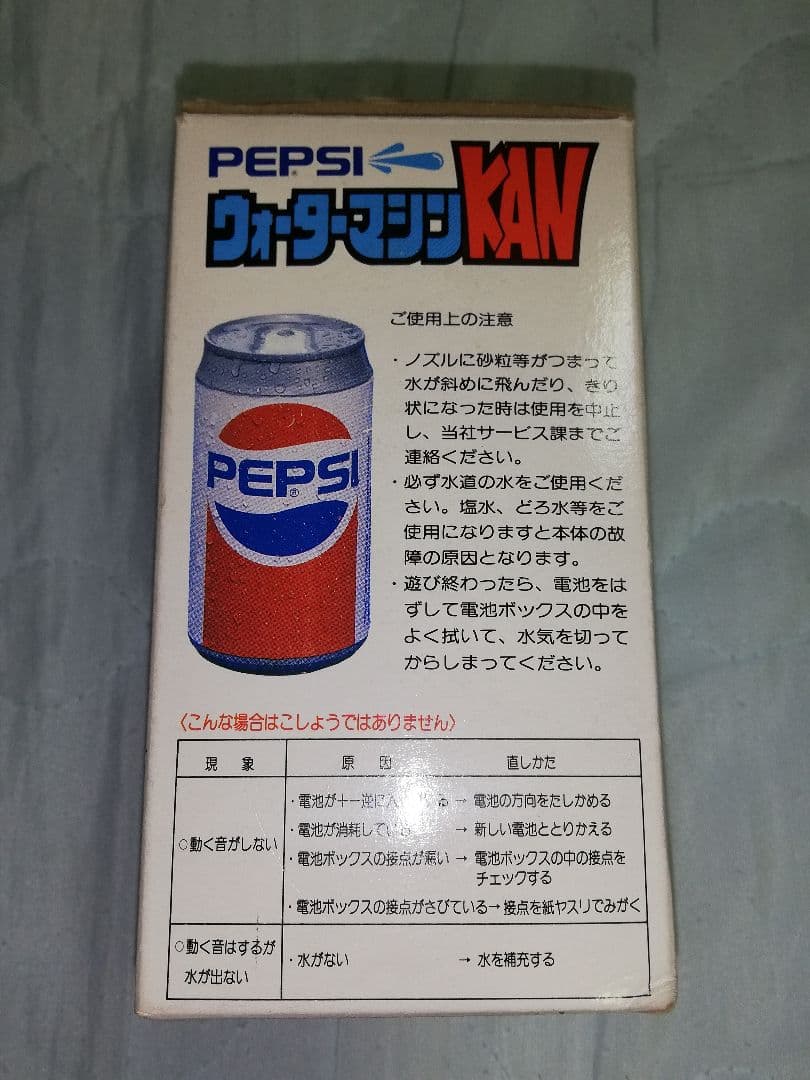 PEPSI
ウォーターマシンKAN
ご使用上の注意
・ノズルに砂粒等がつまって
水が斜めに飛んだり、きり
状になった時は使用を中止
し、当社サービス課までご
連絡ください。
・必ず水道の水をご使用くだ
さい。塩水、どろ水等をご
使用になりますと本体の故
障の原因となります。
・遊び終わったら、電池をは
ずして電池ボックスの中を
よく拭いて、水気を切って
からしまってください。
PEPSI®
〈こんな場合はこしょうではありません〉
現象 原因 直しかた
○動く音がしない
・電池が+-逆に → 電池の方向をたしかめる
・電池が消耗している → 新しい電池ととりかえる
・電池ボックスの接点が悪い → 電池ボックスの中の接点を
チェックする
・電池ボックスの接点がさびている→接点を紙ヤスリでみがく
○動く音はするが
水が出ない
・水がない → 水を補充する